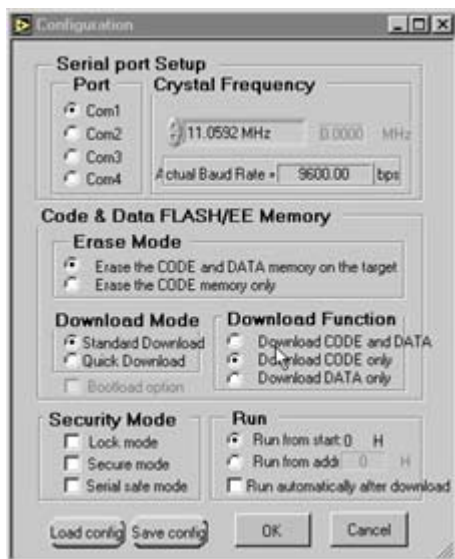 Configuration
Serial port Setup
Port
Crystal Frequency
Com1
Com2
Com3
Com4
11.0592 MHz
0.0000 MHz
Actual Baud Rate = 9600.00 bps
Code & Data FLASH/EE Memory
Erase Mode
Erase the CODE and DATA memory on the target
Erase the CODE memory only
Download Mode
Standard Download
Quick Download
Bootload option
Download Function
Download CODE and DATA
Download CODE only
Download DATA only
Security Mode
Lock mode
Secure mode
Serial safe mode
Run
Run from start 0 H
Run from addr 0 H
Run automatically after download
Load config
Save config
OK
Cancel